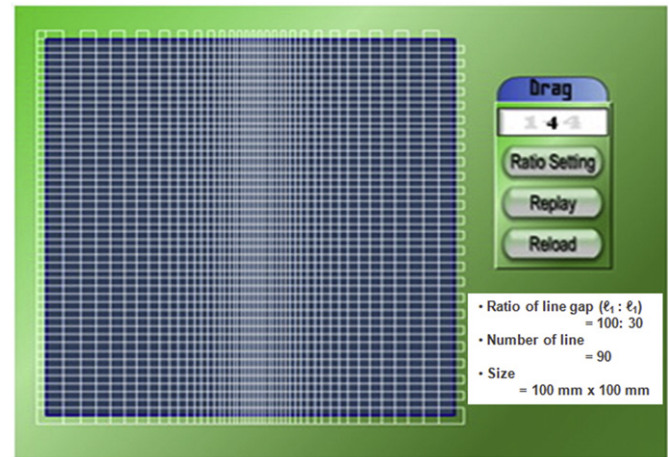 Drag
144
Ratio Setting
Replay
Reload
• Ratio of line gap (ℓ₁ : ℓ₁)
= 100: 30
• Number of line
= 90
• Size
= 100 mm x 100 mm